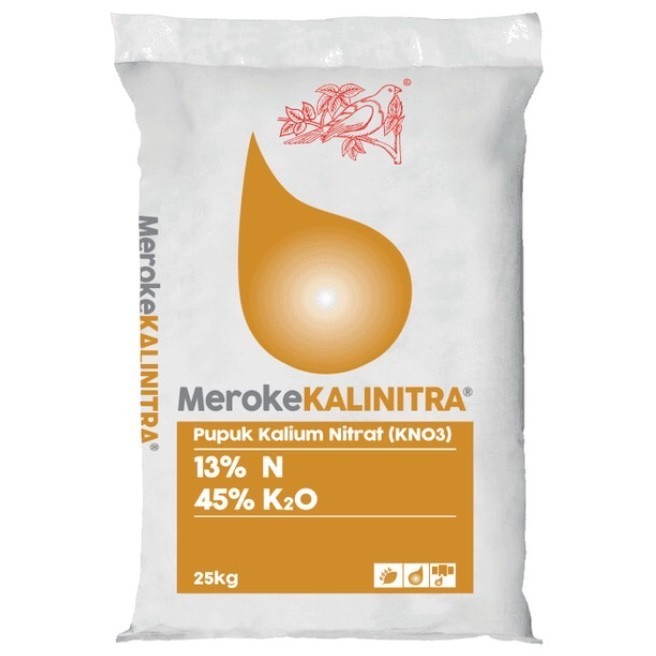 ®
MerokeKALINITRA®
MerokeKALINITRA®
Pupuk Kalium Nitrat (KNO3)
13% N
45% K₂O
25kg